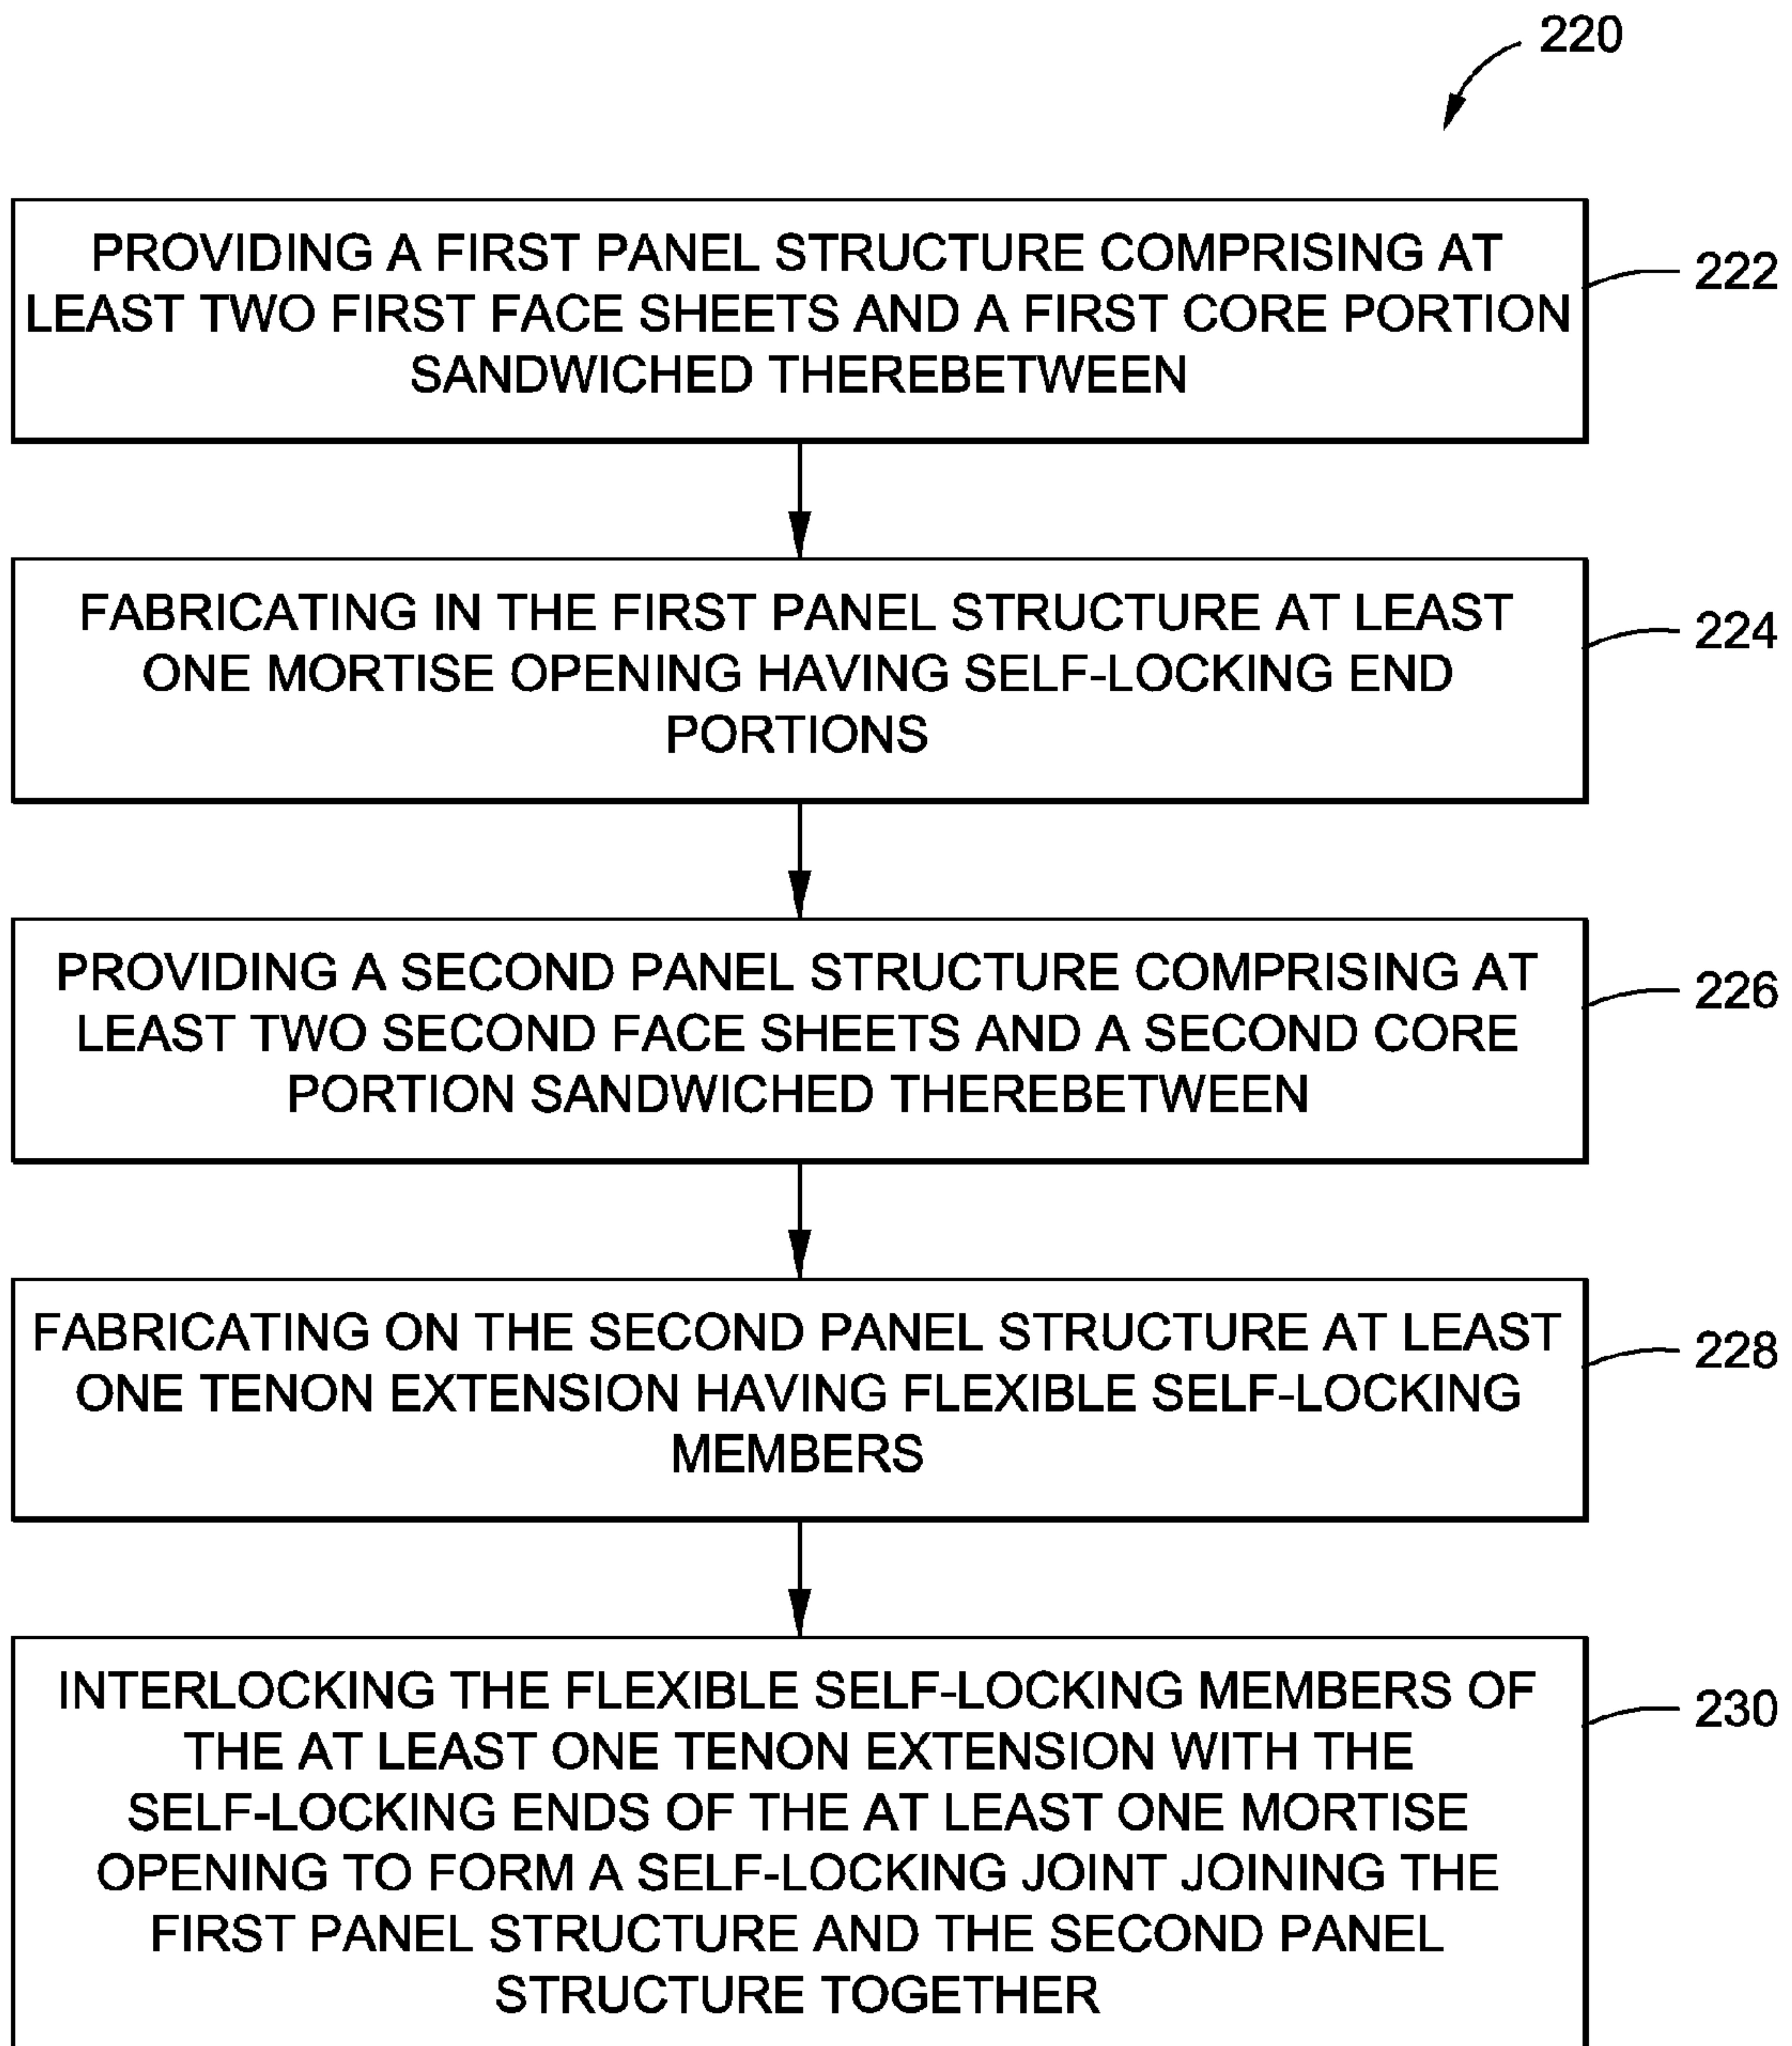 220
PROVIDING A FIRST PANEL STRUCTURE COMPRISING AT
LEAST TWO FIRST FACE SHEETS AND A FIRST CORE PORTION
SANDWICHED THEREBETWEEN
222
FABRICATING IN THE FIRST PANEL STRUCTURE AT LEAST
ONE MORTISE OPENING HAVING SELF-LOCKING END
PORTIONS
224
PROVIDING A SECOND PANEL STRUCTURE COMPRISING AT
LEAST TWO SECOND FACE SHEETS AND A SECOND CORE
PORTION SANDWICHED THEREBETWEEN
226
FABRICATING ON THE SECOND PANEL STRUCTURE AT LEAST
ONE TENON EXTENSION HAVING FLEXIBLE SELF-LOCKING
MEMBERS
228
INTERLOCKING THE FLEXIBLE SELF-LOCKING MEMBERS OF
THE AT LEAST ONE TENON EXTENSION WITH THE
SELF-LOCKING ENDS OF THE AT LEAST ONE MORTISE
OPENING TO FORM A SELF-LOCKING JOINT JOINING THE
FIRST PANEL STRUCTURE AND THE SECOND PANEL
STRUCTURE TOGETHER
230